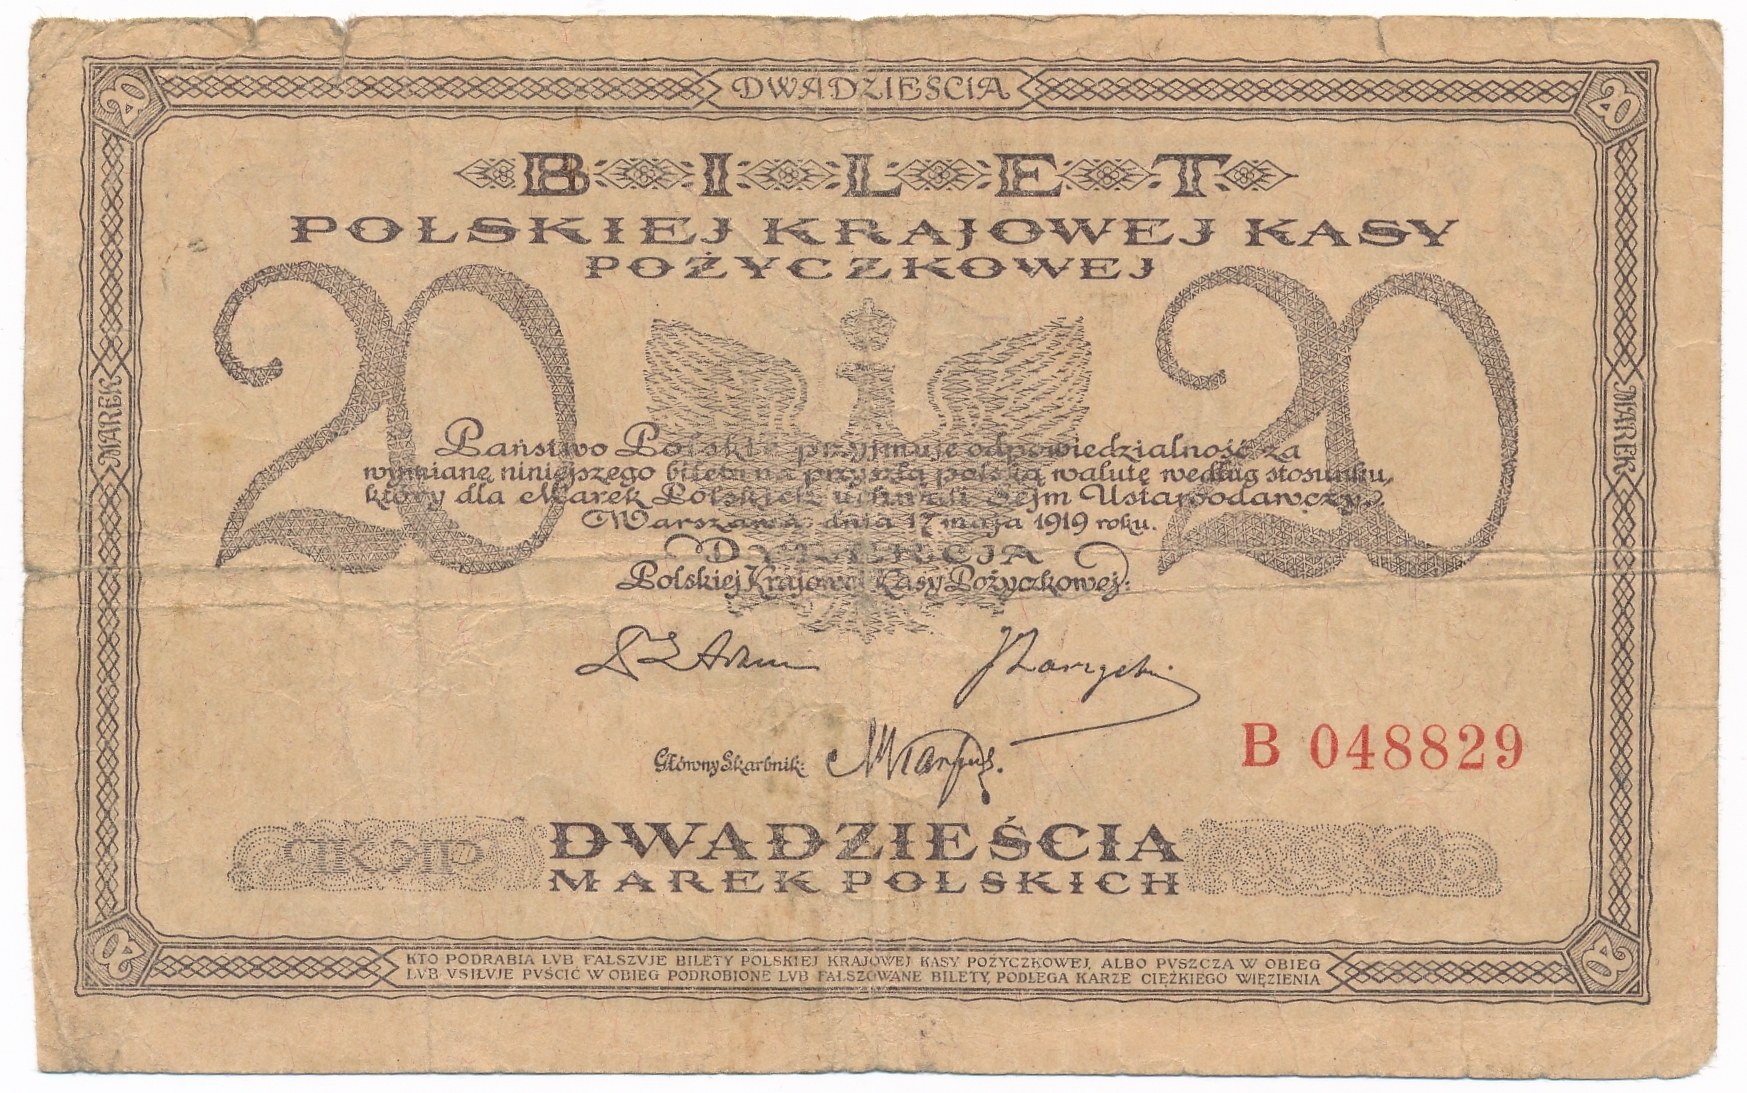 20 DWADZIEŚCIA 20
BILET
POLSKIEJ KRAJOWEJ KASY
POŻYCZKOWEJ
20 20
MAREK MAREK
Państwo Polskie przyjmuje odpowiedzialność za
wymianę niniejszego biletu na przyszłą polską walutę według stosunku,
który dla Marek Polskich uchwali Sejm Ustawodawczy.
Warszawa, dnia 17 maja 1919 roku.
DYREKCJA
Polskiej Krajowej Kasy Pożyczkowej:
Główny Skarbnik:
B 048829
DWADZIEŚCIA
MAREK POLSKICH
20 20
KTO PODRABIA LVB FAŁSZVJE BILETY POLSKIEJ KRAJOWEJ KASY POŻYCZKOWEJ, ALBO PVSZCZA W OBIEG
LVB VSIŁVJE PVŚCIĆ W OBIEG PODROBIONE LVB FAŁSZOWANE BILETY, PODLEGA KARZE CIĘŻKIEGO WIĘZIENIA